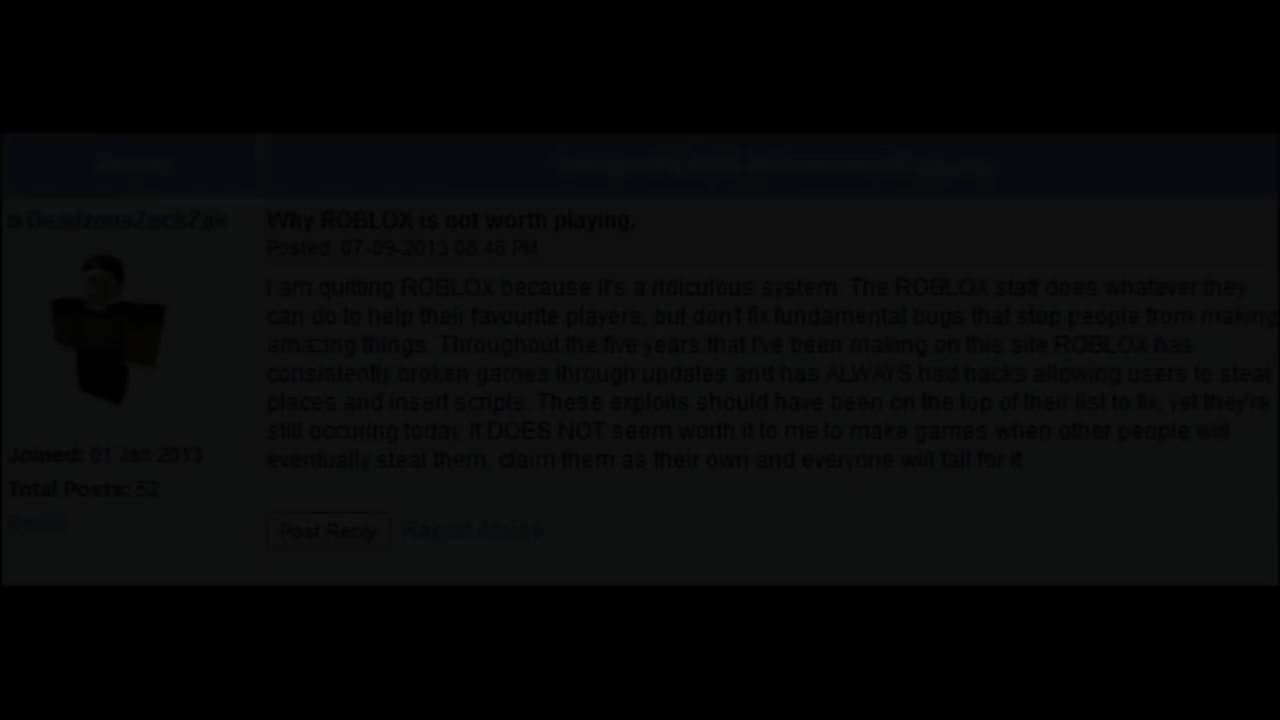 DeadzoneZackZak
Why ROBLOX is not worth playing.
Posted: 07-09-2013 08:46 PM
I am quitting ROBLOX because it's a ridiculous system. The ROBLOX staff does whatever they
can do to help their favourite players, but don't fix fundamental bugs that stop people from making
amazing things. Throughout the five years that I've been making on this site ROBLOX has
consistently broken games through updates and has ALWAYS had hacks allowing users to steal
places and insert scripts. These exploits should have been on the top of their list to fix, yet they're
still occuring today. It DOES NOT seem worth it to me to make games when other people will
eventually steal them, claim them as their own and everyone will fall for it
Joined: 01 Jan 2013
Total Posts: 52
Post Reply Report Abuse